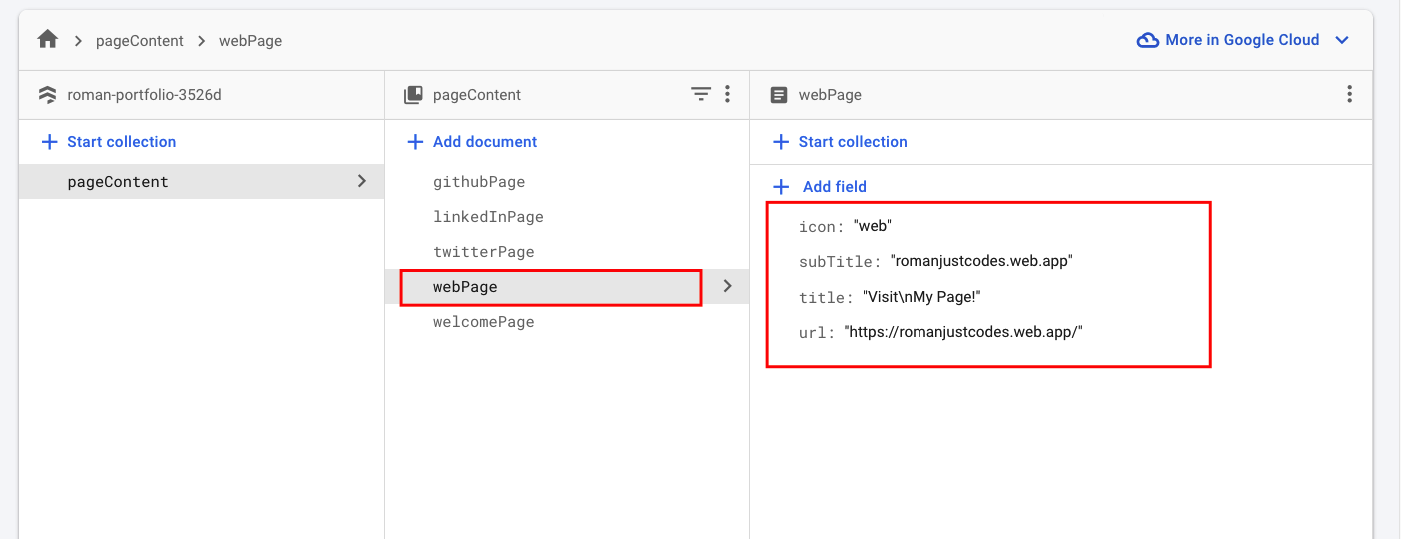 pageContent > webPage
More in Google Cloud
roman-portfolio-3526d
+ Start collection
pageContent
pageContent
+ Add document
githubPage
linkedInPage
twitterPage
webPage
welcomePage
webPage
+ Start collection
+ Add field
icon: "web"
subTitle: "romanjustcodes.web.app"
title: "Visit\nMy Page!"
url: "https://romanjustcodes.web.app/"